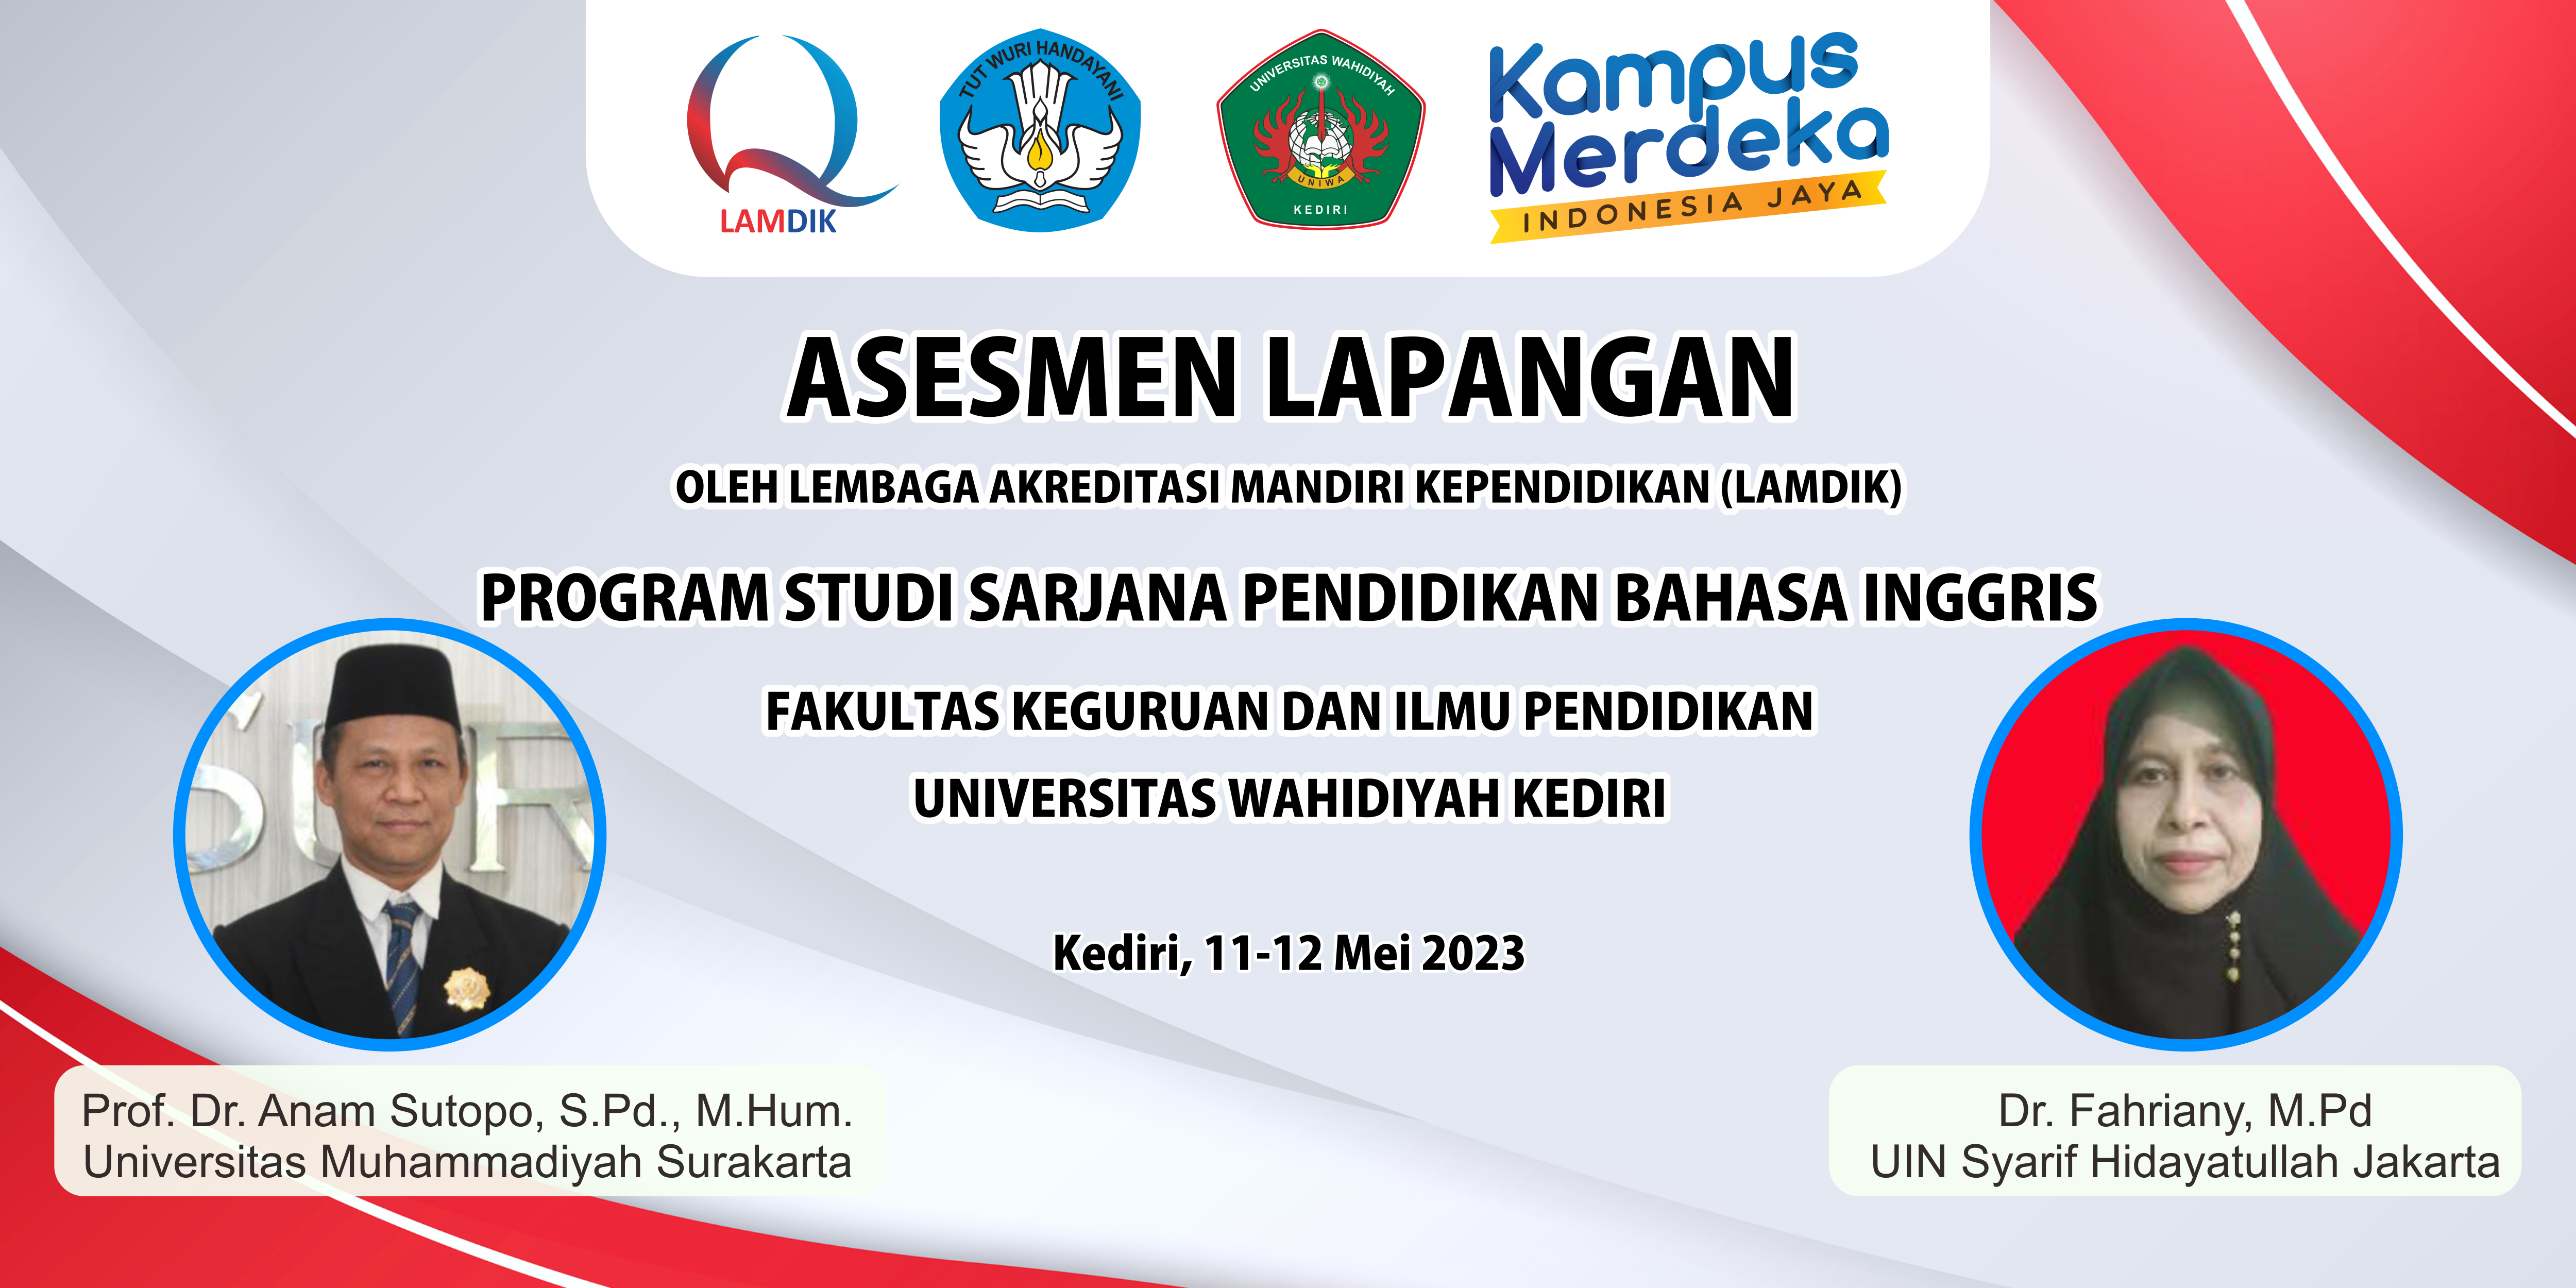 LAMDIK
TUT WURI HANDAYANI
UNIVERSITAS WAHIDIYAH
UNIWA
KEDIRI
Kampus
Merdeka
INDONESIA JAYA
ASESMEN LAPANGAN
OLEH LEMBAGA AKREDITASI MANDIRI KEPENDIDIKAN (LAMDIK)
PROGRAM STUDI SARJANA PENDIDIKAN BAHASA INGGRIS
FAKULTAS KEGURUAN DAN ILMU PENDIDIKAN
UNIVERSITAS WAHIDIYAH KEDIRI
Kediri, 11-12 Mei 2023
SUR
Prof. Dr. Anam Sutopo, S.Pd., M.Hum.
Universitas Muhammadiyah Surakarta
Dr. Fahriany, M.Pd
UIN Syarif Hidayatullah Jakarta